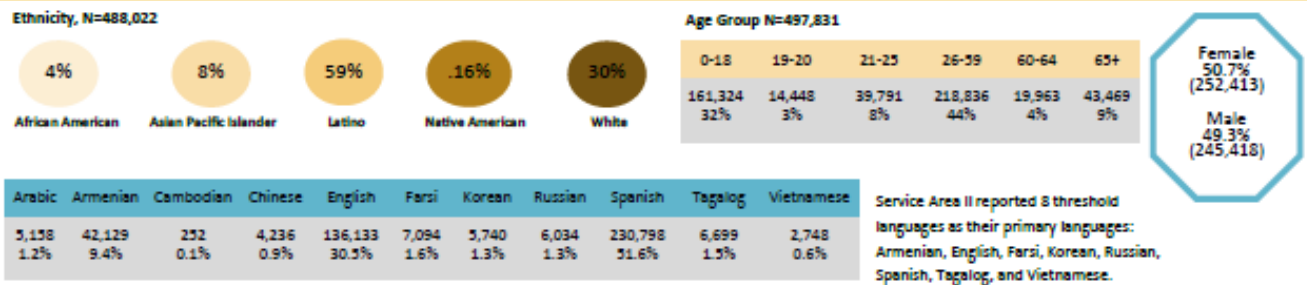 Ethnicity, N=488,022
4%
8%
59%
.16%
30%
African American
Asian Pacific Islander
Latino
Native American
White
Age Group N=497,831
0-18 19-20 21-25 26-59 60-64 65+
161,324 14,448 39,791 218,836 19,963 43,469
32% 3% 8% 44% 4% 9%
Female
50.7%
(252,413)
Male
49.3%
(245,418)
Arabic Armenian Cambodian Chinese English Farsi Korean Russian Spanish Tagalog Vietnamese
5,158 42,129 252 4,236 136,133 7,094 5,740 6,034 230,798 6,699 2,748
1.2% 9.4% 0.1% 0.9% 30.5% 1.6% 1.3% 1.3% 51.6% 1.5% 0.6%
Service Area II reported 8 threshold
languages as their primary languages:
Armenian, English, Farsi, Korean, Russian,
Spanish, Tagalog, and Vietnamese.